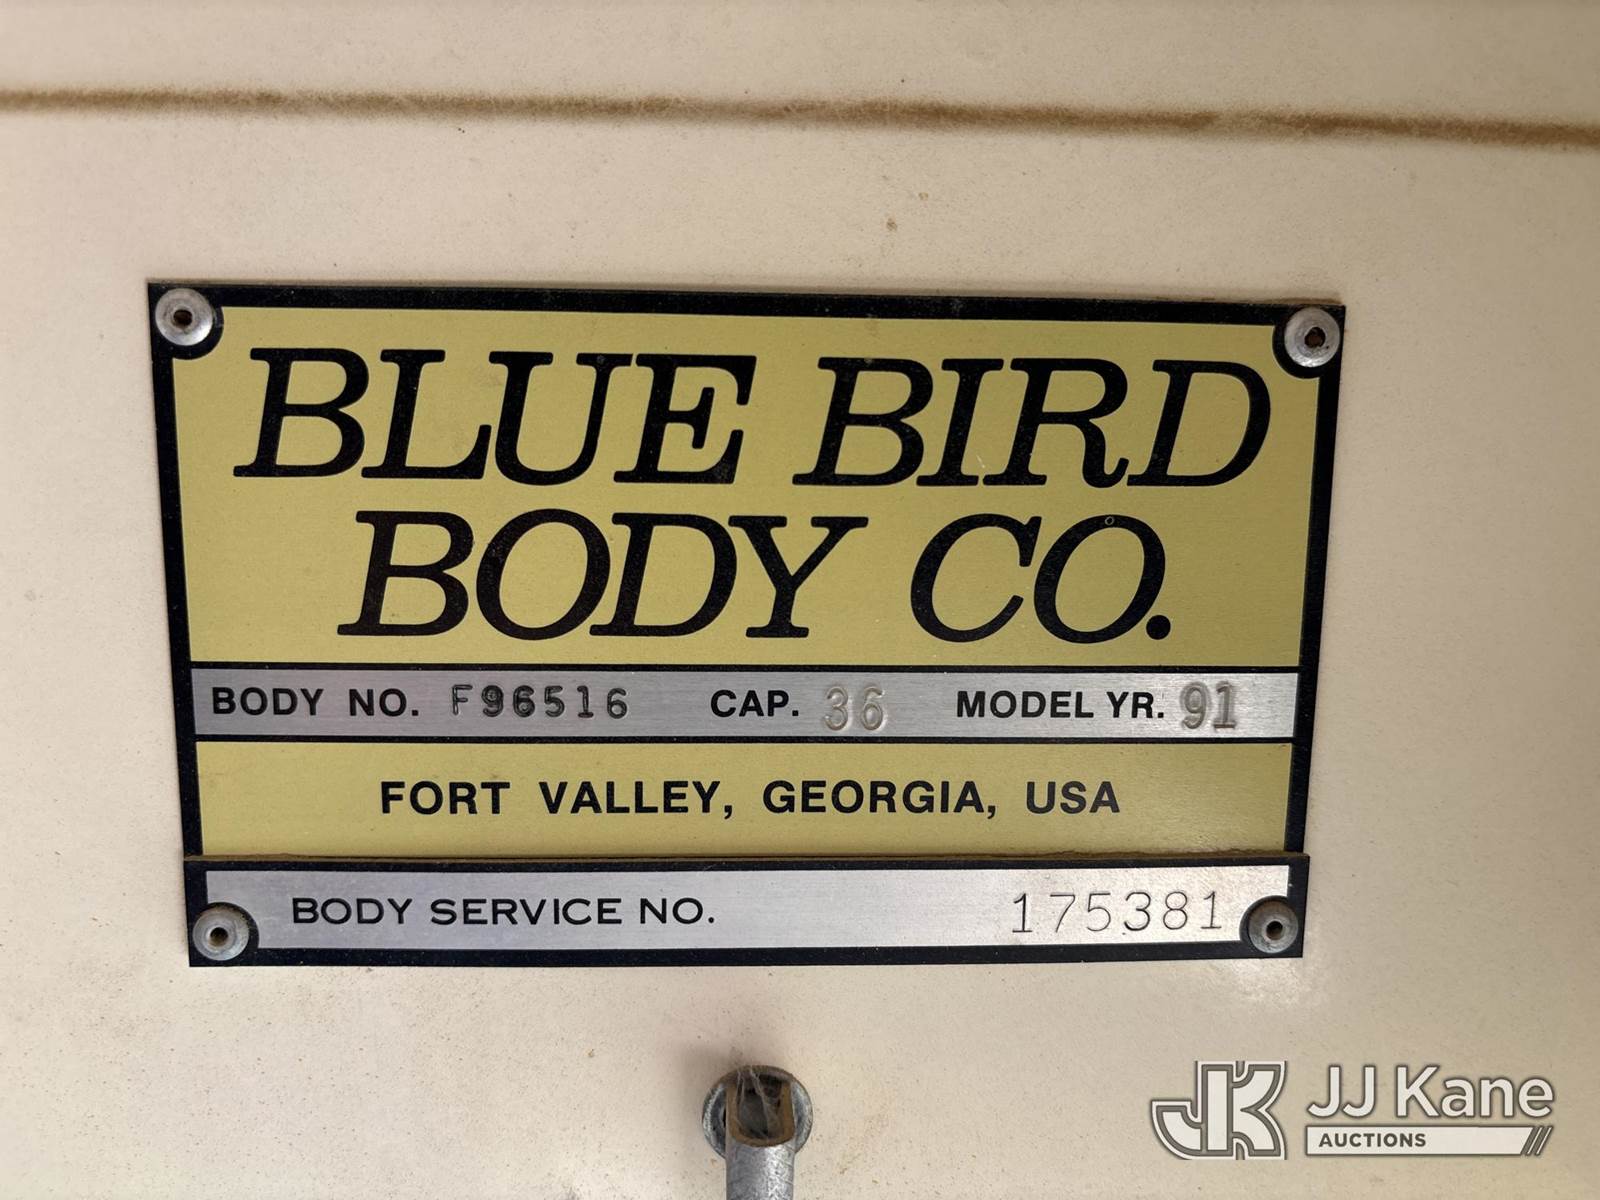 BLUE BIRD
BODY CO.
BODY NO. F96516 CAP. 36 MODEL YR. 91
FORT VALLEY, GEORGIA, USA
BODY SERVICE NO. 175381
JK JJ Kane
AUCTIONS